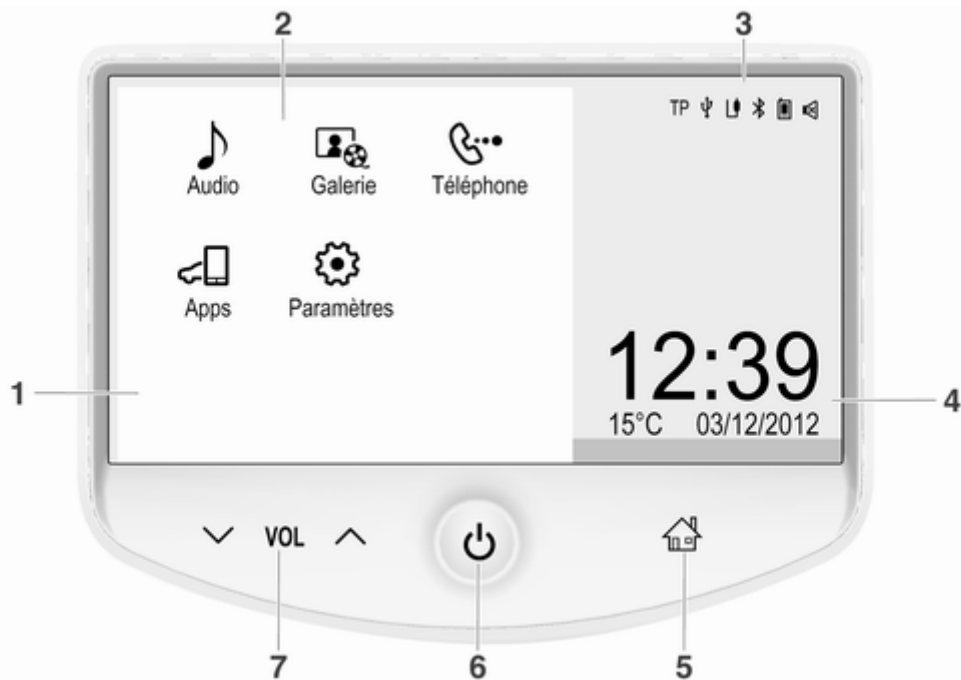 2
3
TP
Audio
Galerie
Téléphone
Apps
Paramètres
1
12:39
4
15°C 03/12/2012
VOL
7
6
5